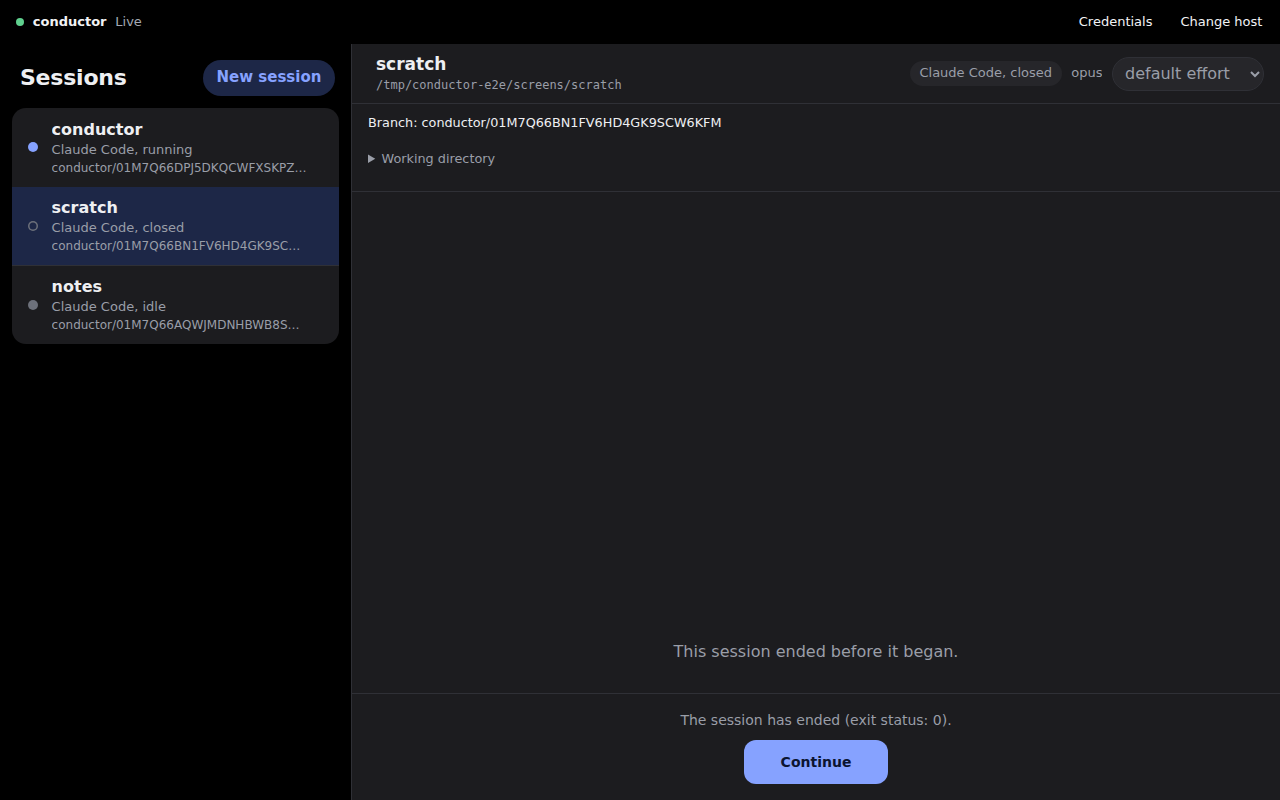 conductor Live
Credentials Change host
Sessions
New session
conductor
Claude Code, running
conductor/01M7Q66DPJ5DKQCWFXSKPZ…
scratch
Claude Code, closed
conductor/01M7Q66BN1FV6HD4GK9SC…
notes
Claude Code, idle
conductor/01M7Q66AQWJMDNHBWB8S…
scratch
/tmp/conductor-e2e/screens/scratch
Claude Code, closed opus default effort
Branch: conductor/01M7Q66BN1FV6HD4GK9SCW6KFM
Working directory
This session ended before it began.
The session has ended (exit status: 0).
Continue